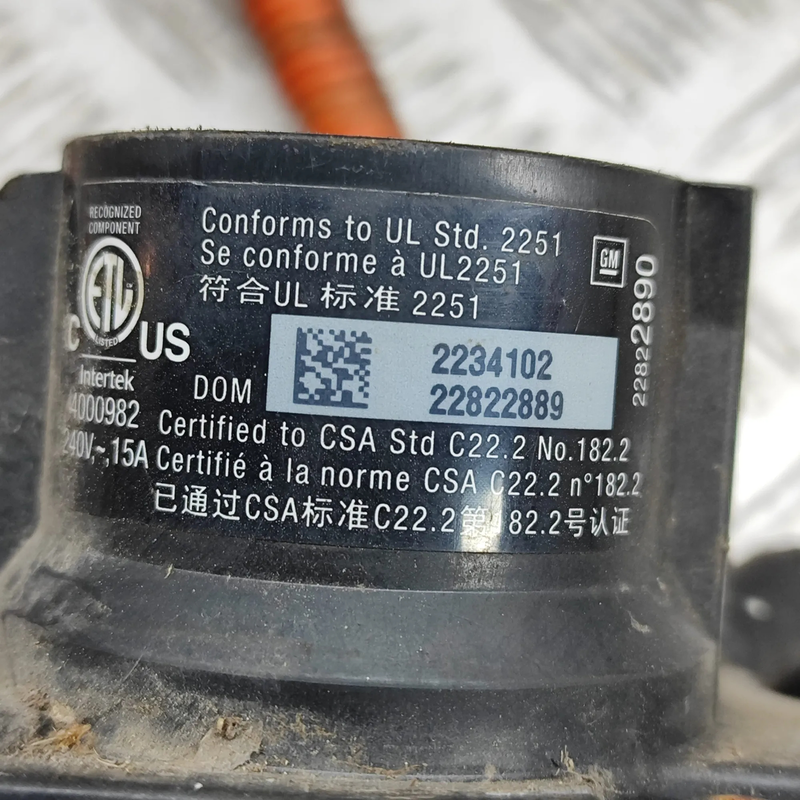 RECOGNIZED
COMPONENT
ETL
LISTED
C US
Intertek
4000982
240V,~,15A
Conforms to UL Std. 2251
Se conforme à UL2251
符合UL 标准 2251
GM
22822890
DOM
2234102
22822889
Certified to CSA Std C22.2 No.182.2
Certifié à la norme CSA C22.2 n°182.2
已通过CSA标准C22.2第182.2号认证